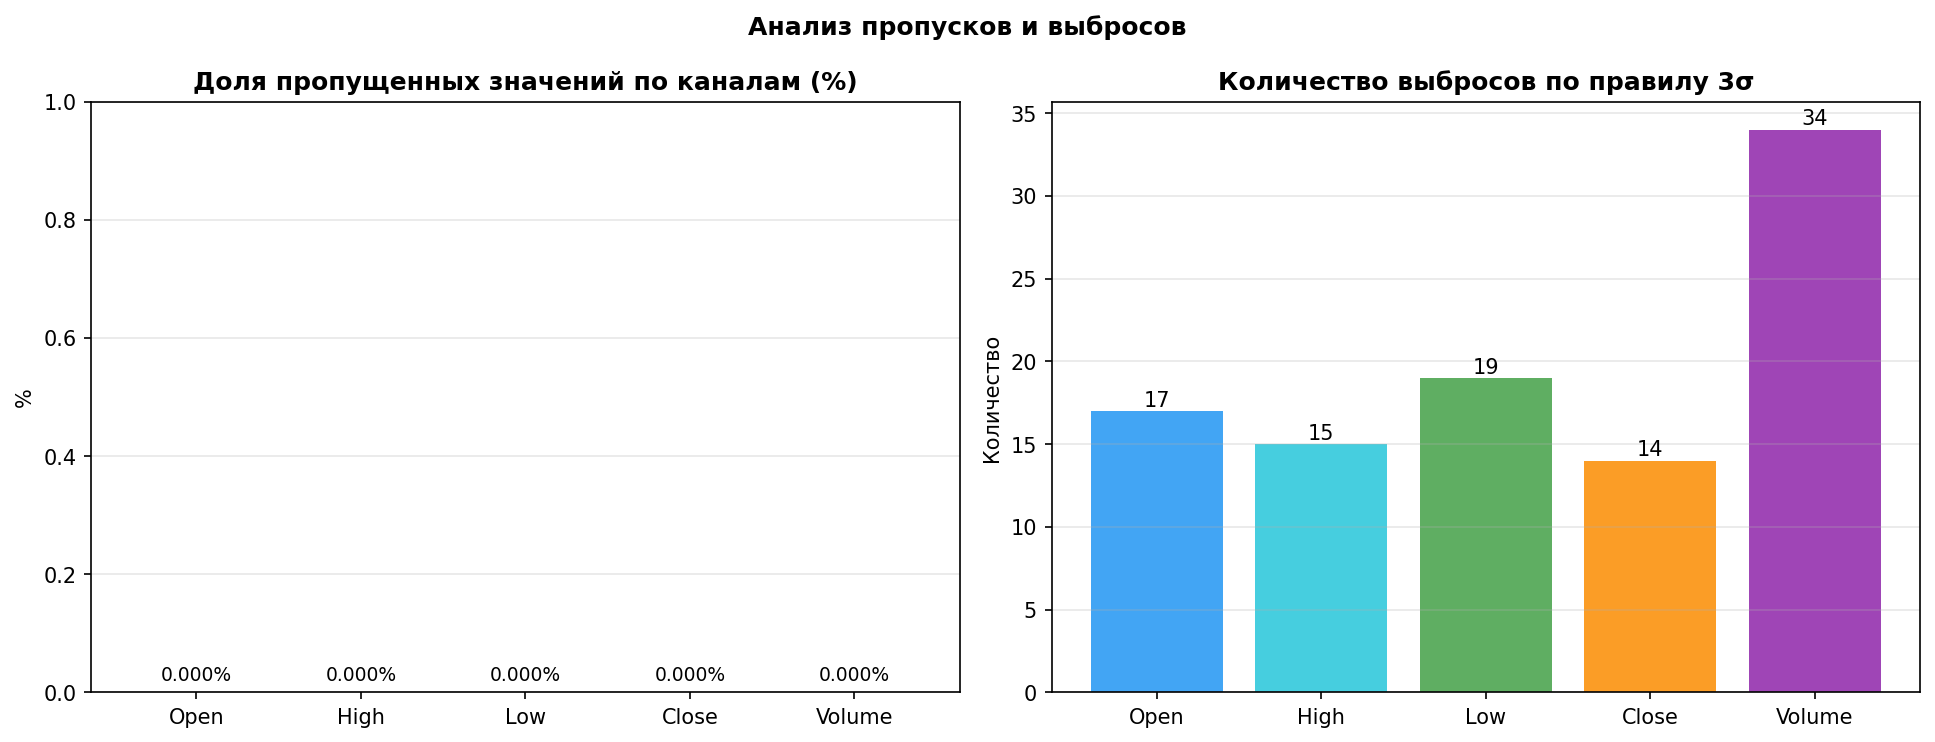 Анализ пропусков и выбросов
Доля пропущенных значений по каналам (%)
1.0
0.8
0.6
0.4
0.2
0.0
%
0.000% 0.000% 0.000% 0.000% 0.000%
Open High Low Close Volume
Количество выбросов по правилу 3σ
35
30
25
20
15
10
5
0
Количество
17 15 19 14 34
Open High Low Close Volume